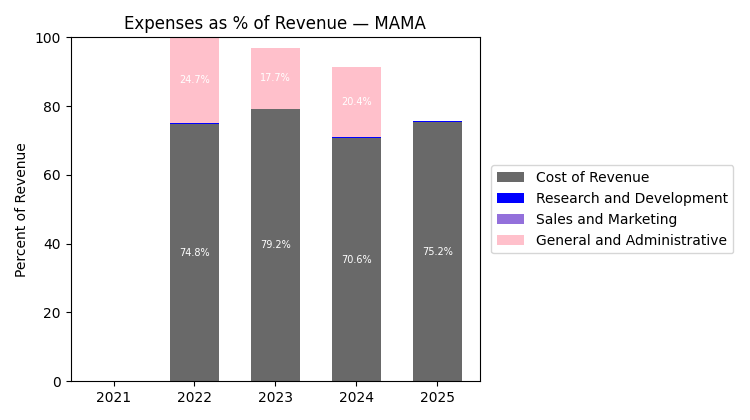 Expenses as % of Revenue — MAMA
Percent of Revenue
100
80
60
40
20
0
24.7%
17.7%
20.4%
74.8%
79.2%
70.6%
75.2%
2021 2022 2023 2024 2025
Cost of Revenue
Research and Development
Sales and Marketing
General and Administrative